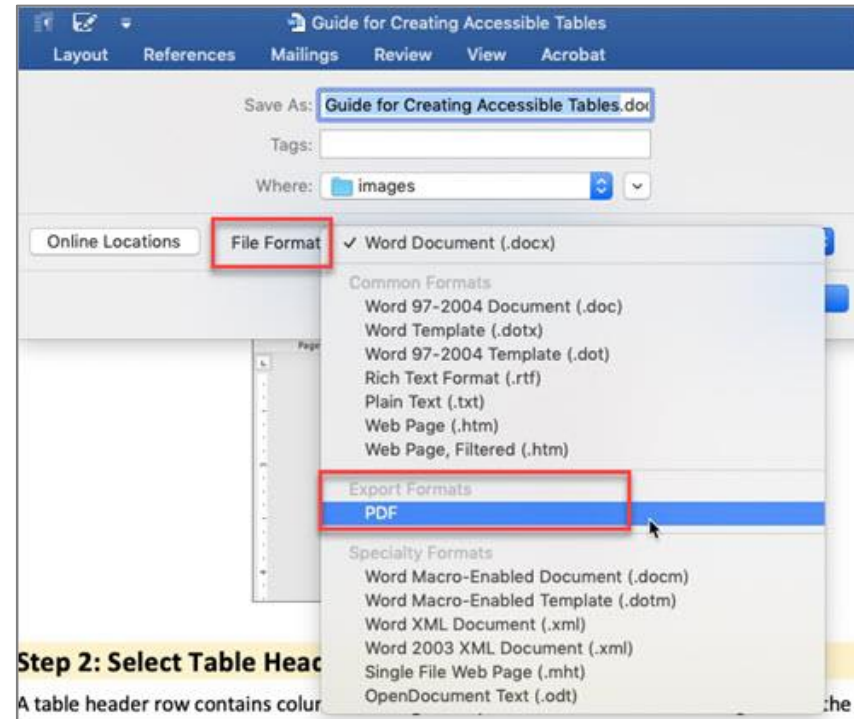 Guide for Creating Accessible Tables
Layout References Mailings Review View Acrobat
Save As: Guide for Creating Accessible Tables.doc
Tags:
Where: images
Online Locations File Format ✓ Word Document (.docx)
Common Formats
Word 97-2004 Document (.doc)
Word Template (.dotx)
Word 97-2004 Template (.dot)
Rich Text Format (.rtf)
Plain Text (.txt)
Web Page (.htm)
Web Page, Filtered (.htm)
Page
Export Formats
PDF
Specialty Formats
Word Macro-Enabled Document (.docm)
Word Macro-Enabled Template (.dotm)
Word XML Document (.xml)
Word 2003 XML Document (.xml)
Single File Web Page (.mht)
OpenDocument Text (.odt)
Step 2: Select Table Head
A table header row contains colum the